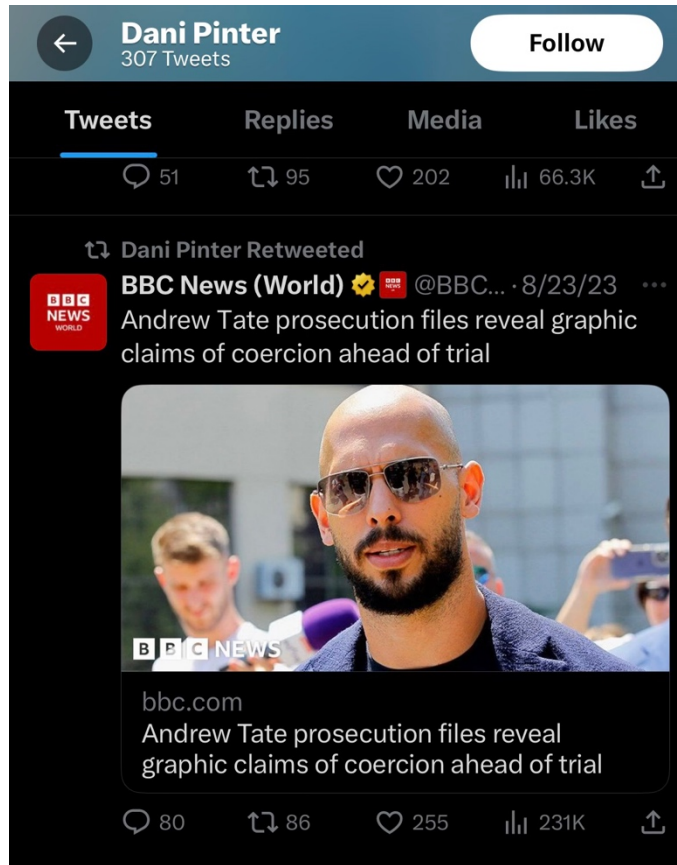 Dani Pinter
307 Tweets
Follow
Tweets Replies Media Likes
51 95 202 66.3K
Dani Pinter Retweeted
BBC NEWS WORLD
BBC News (World) @BBC... · 8/23/23 ...
Andrew Tate prosecution files reveal graphic
claims of coercion ahead of trial
BBC NEWS
bbc.com
Andrew Tate prosecution files reveal
graphic claims of coercion ahead of trial
80 86 255 231K